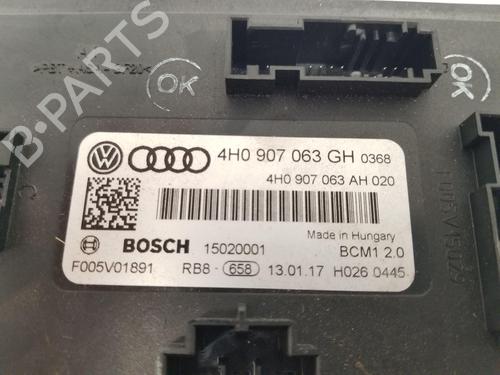 OK
OK
4H0 907 063 GH 0368
4H0 907 063 AH 020
Made in Hungary
BOSCH 15020001 BCM1 2.0
F005V01891 RB8 - 658 13.01.17 H026 0445
F005V15029
B-PARTS